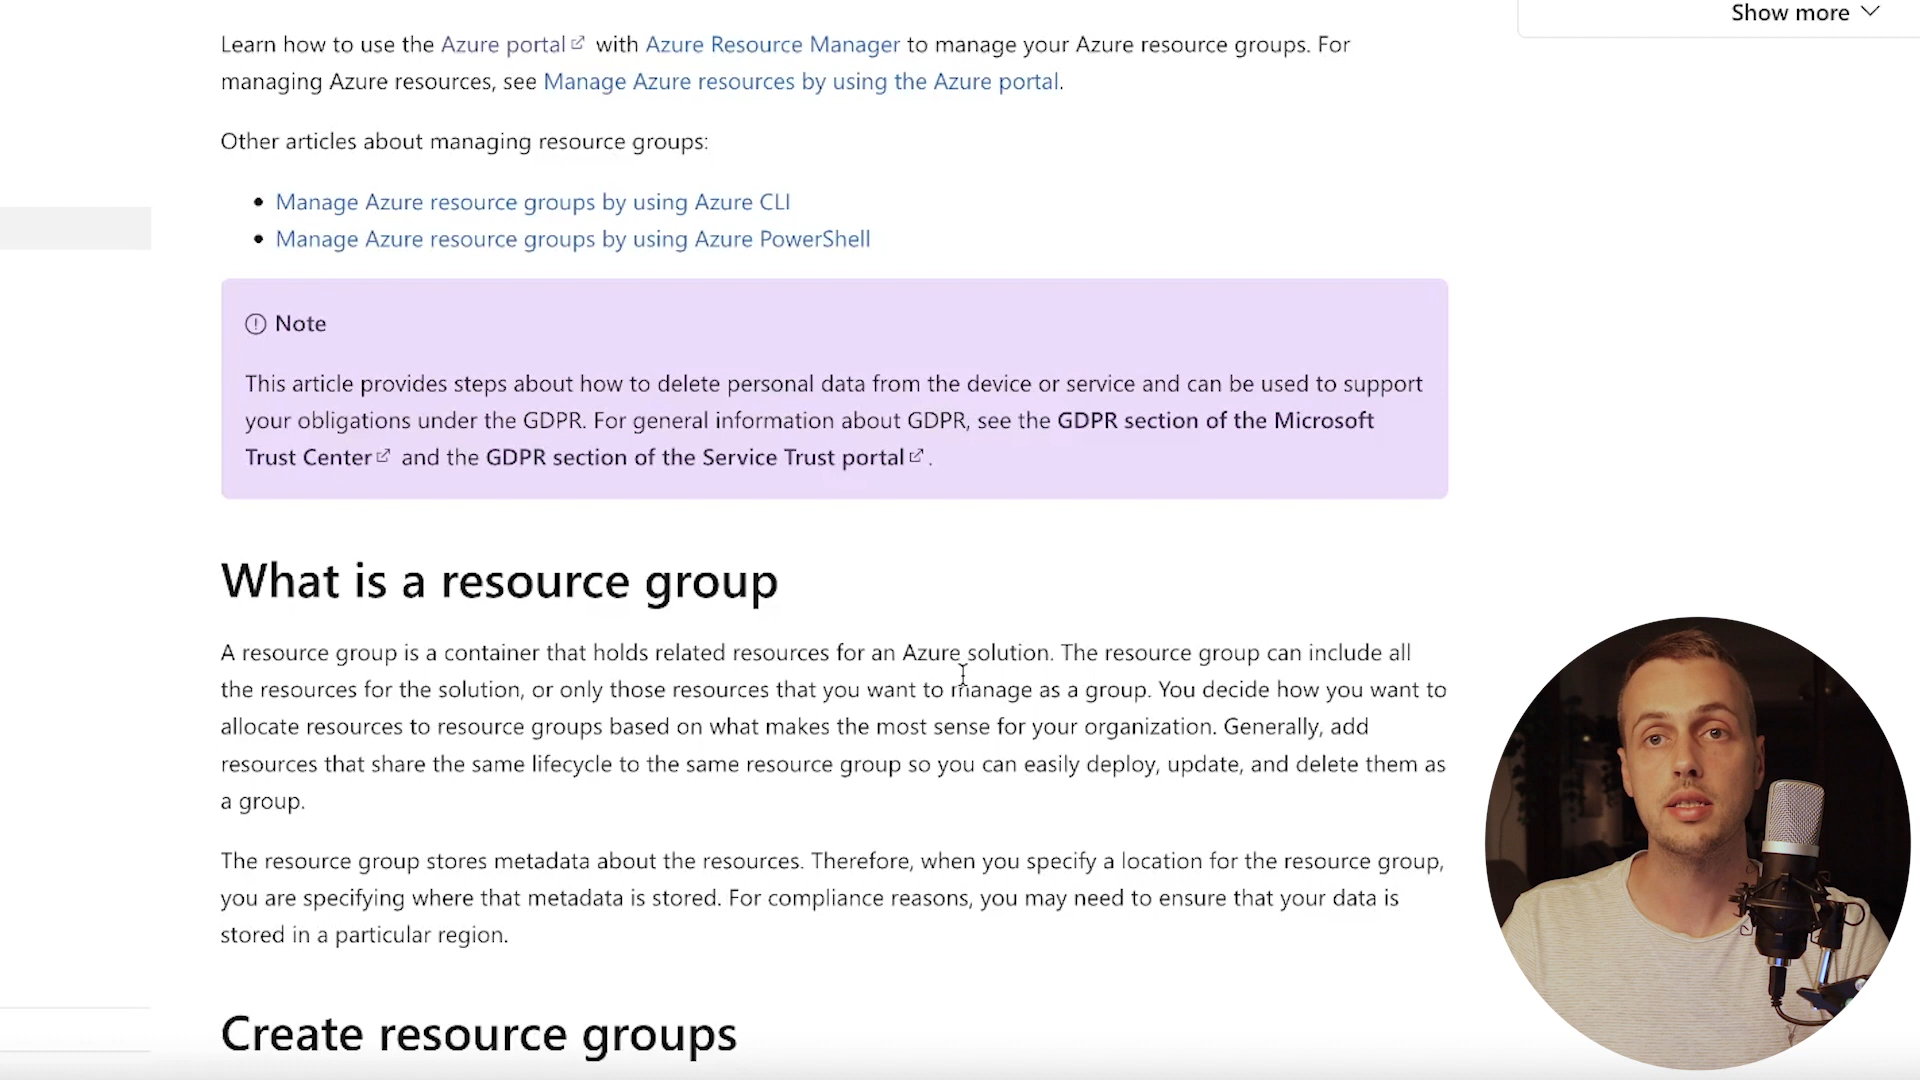 Show more
Learn how to use the Azure portal with Azure Resource Manager to manage your Azure resource groups. For
managing Azure resources, see Manage Azure resources by using the Azure portal.
Other articles about managing resource groups:
• Manage Azure resource groups by using Azure CLI
• Manage Azure resource groups by using Azure PowerShell
Note
This article provides steps about how to delete personal data from the device or service and can be used to support
your obligations under the GDPR. For general information about GDPR, see the GDPR section of the Microsoft
Trust Center and the GDPR section of the Service Trust portal.
What is a resource group
A resource group is a container that holds related resources for an Azure solution. The resource group can include all
the resources for the solution, or only those resources that you want to manage as a group. You decide how you want to
allocate resources to resource groups based on what makes the most sense for your organization. Generally, add
resources that share the same lifecycle to the same resource group so you can easily deploy, update, and delete them as
a group.
The resource group stores metadata about the resources. Therefore, when you specify a location for the resource group,
you are specifying where that metadata is stored. For compliance reasons, you may need to ensure that your data is
stored in a particular region.
Create resource groups